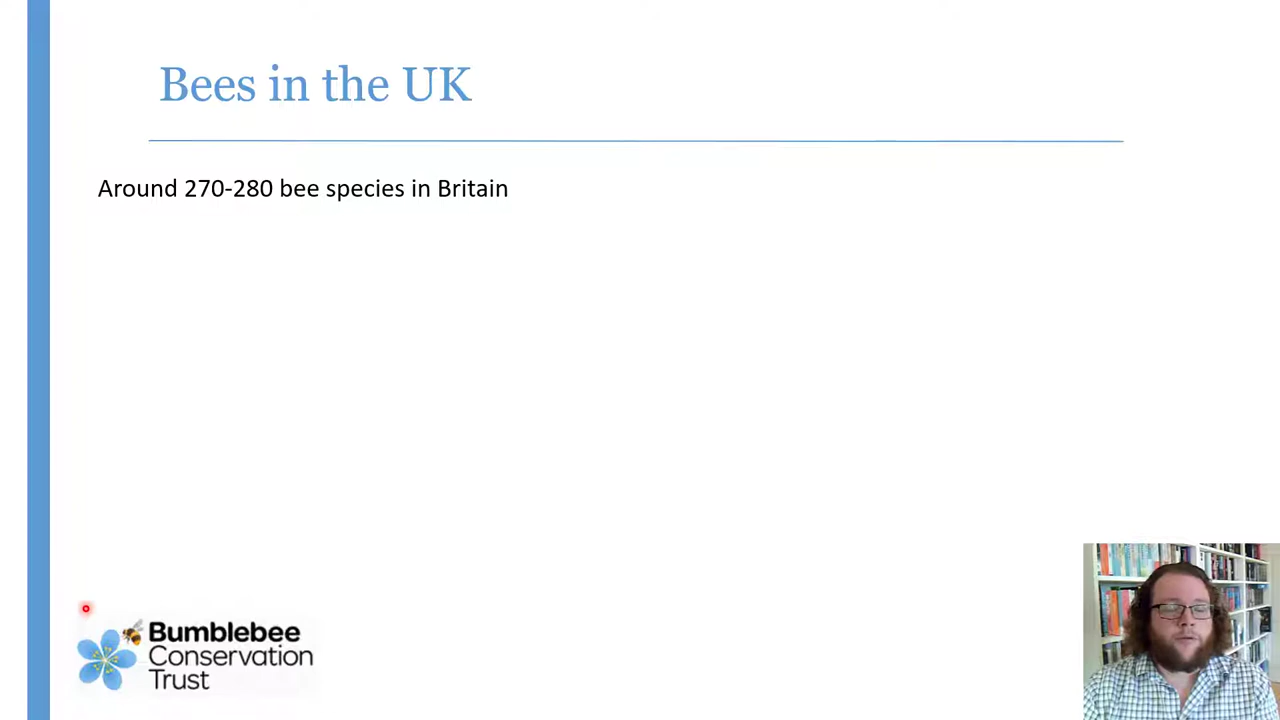 Bees in the UK
Around 270-280 bee species in Britain
Bumblebee
Conservation
Trust